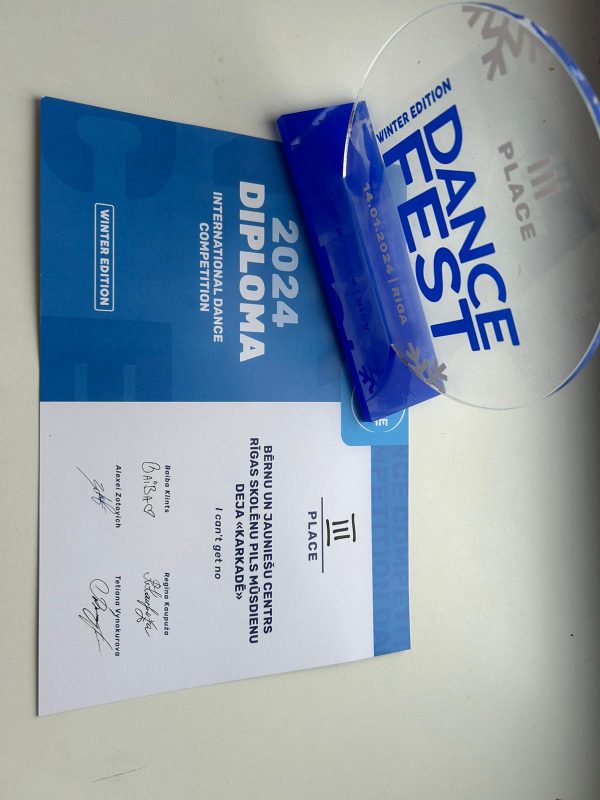 WINTER EDITION
DANCE
FEST
III
PLACE
14.01.2024 | RIGA
2024
DIPLOMA
INTERNATIONAL DANCE
COMPETITION
WINTER EDITION
III
PLACE
BĒRNU UN JAUNIEŠU CENTRS
RĪGAS SKOLĒNU PILS MŪSDIENU
DEJA «KARKADĒ»
I can't get no
Baiba Klints
Regina Kaupuža
BAIBA
Alexei Zotovich
Tetiana Vynokurova